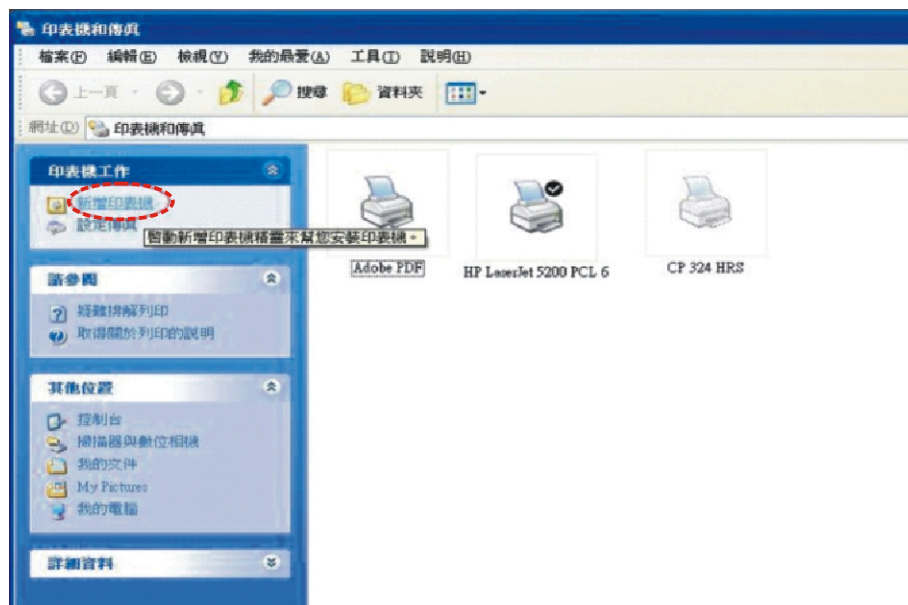 印表機和傳真
檔案(F) 編輯(E) 檢視(V) 我的最愛(A) 工具(T) 說明(H)
上一頁 搜尋 資料夾
網址(D) 印表機和傳真
印表機工作
新增印表機
設定傳真
啟動新增印表機精靈來幫您安裝印表機。
請參閱
疑難排解列印
取得關於列印的說明
其他位置
控制台
掃描器與數位相機
我的文件
My Pictures
我的電腦
詳細資料
Adobe PDF
HP LaserJet 5200 PCL 6
CP 324 HRS